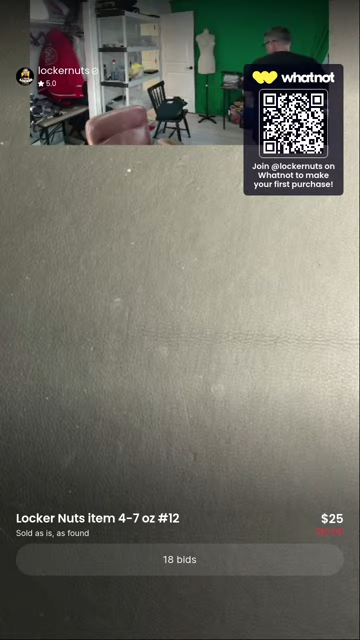 lockernuts
5.0
whatnot
Join @lockernuts on
Whatnot to make
your first purchase!
Locker Nuts item 4-7 oz #12
$25
Sold as is, as found
18 bids